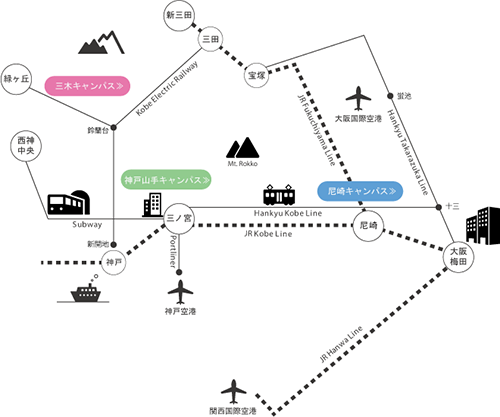 新三田
三田
宝塚
緑ヶ丘
三木キャンパス≫
Kobe Electric Railway
JR Fukuchiyama Line
蛍池
大阪国際空港
Hankyu Takarazuka Line
鈴蘭台
西神
中央
Mt. Rokko
神戸山手キャンパス≫
尼崎キャンパス≫
十三
Subway
三ノ宮
Hankyu Kobe Line
JR Kobe Line
尼崎
大阪
梅田
新開地
神戸
Portliner
神戸空港
JR Hanwa Line
関西国際空港